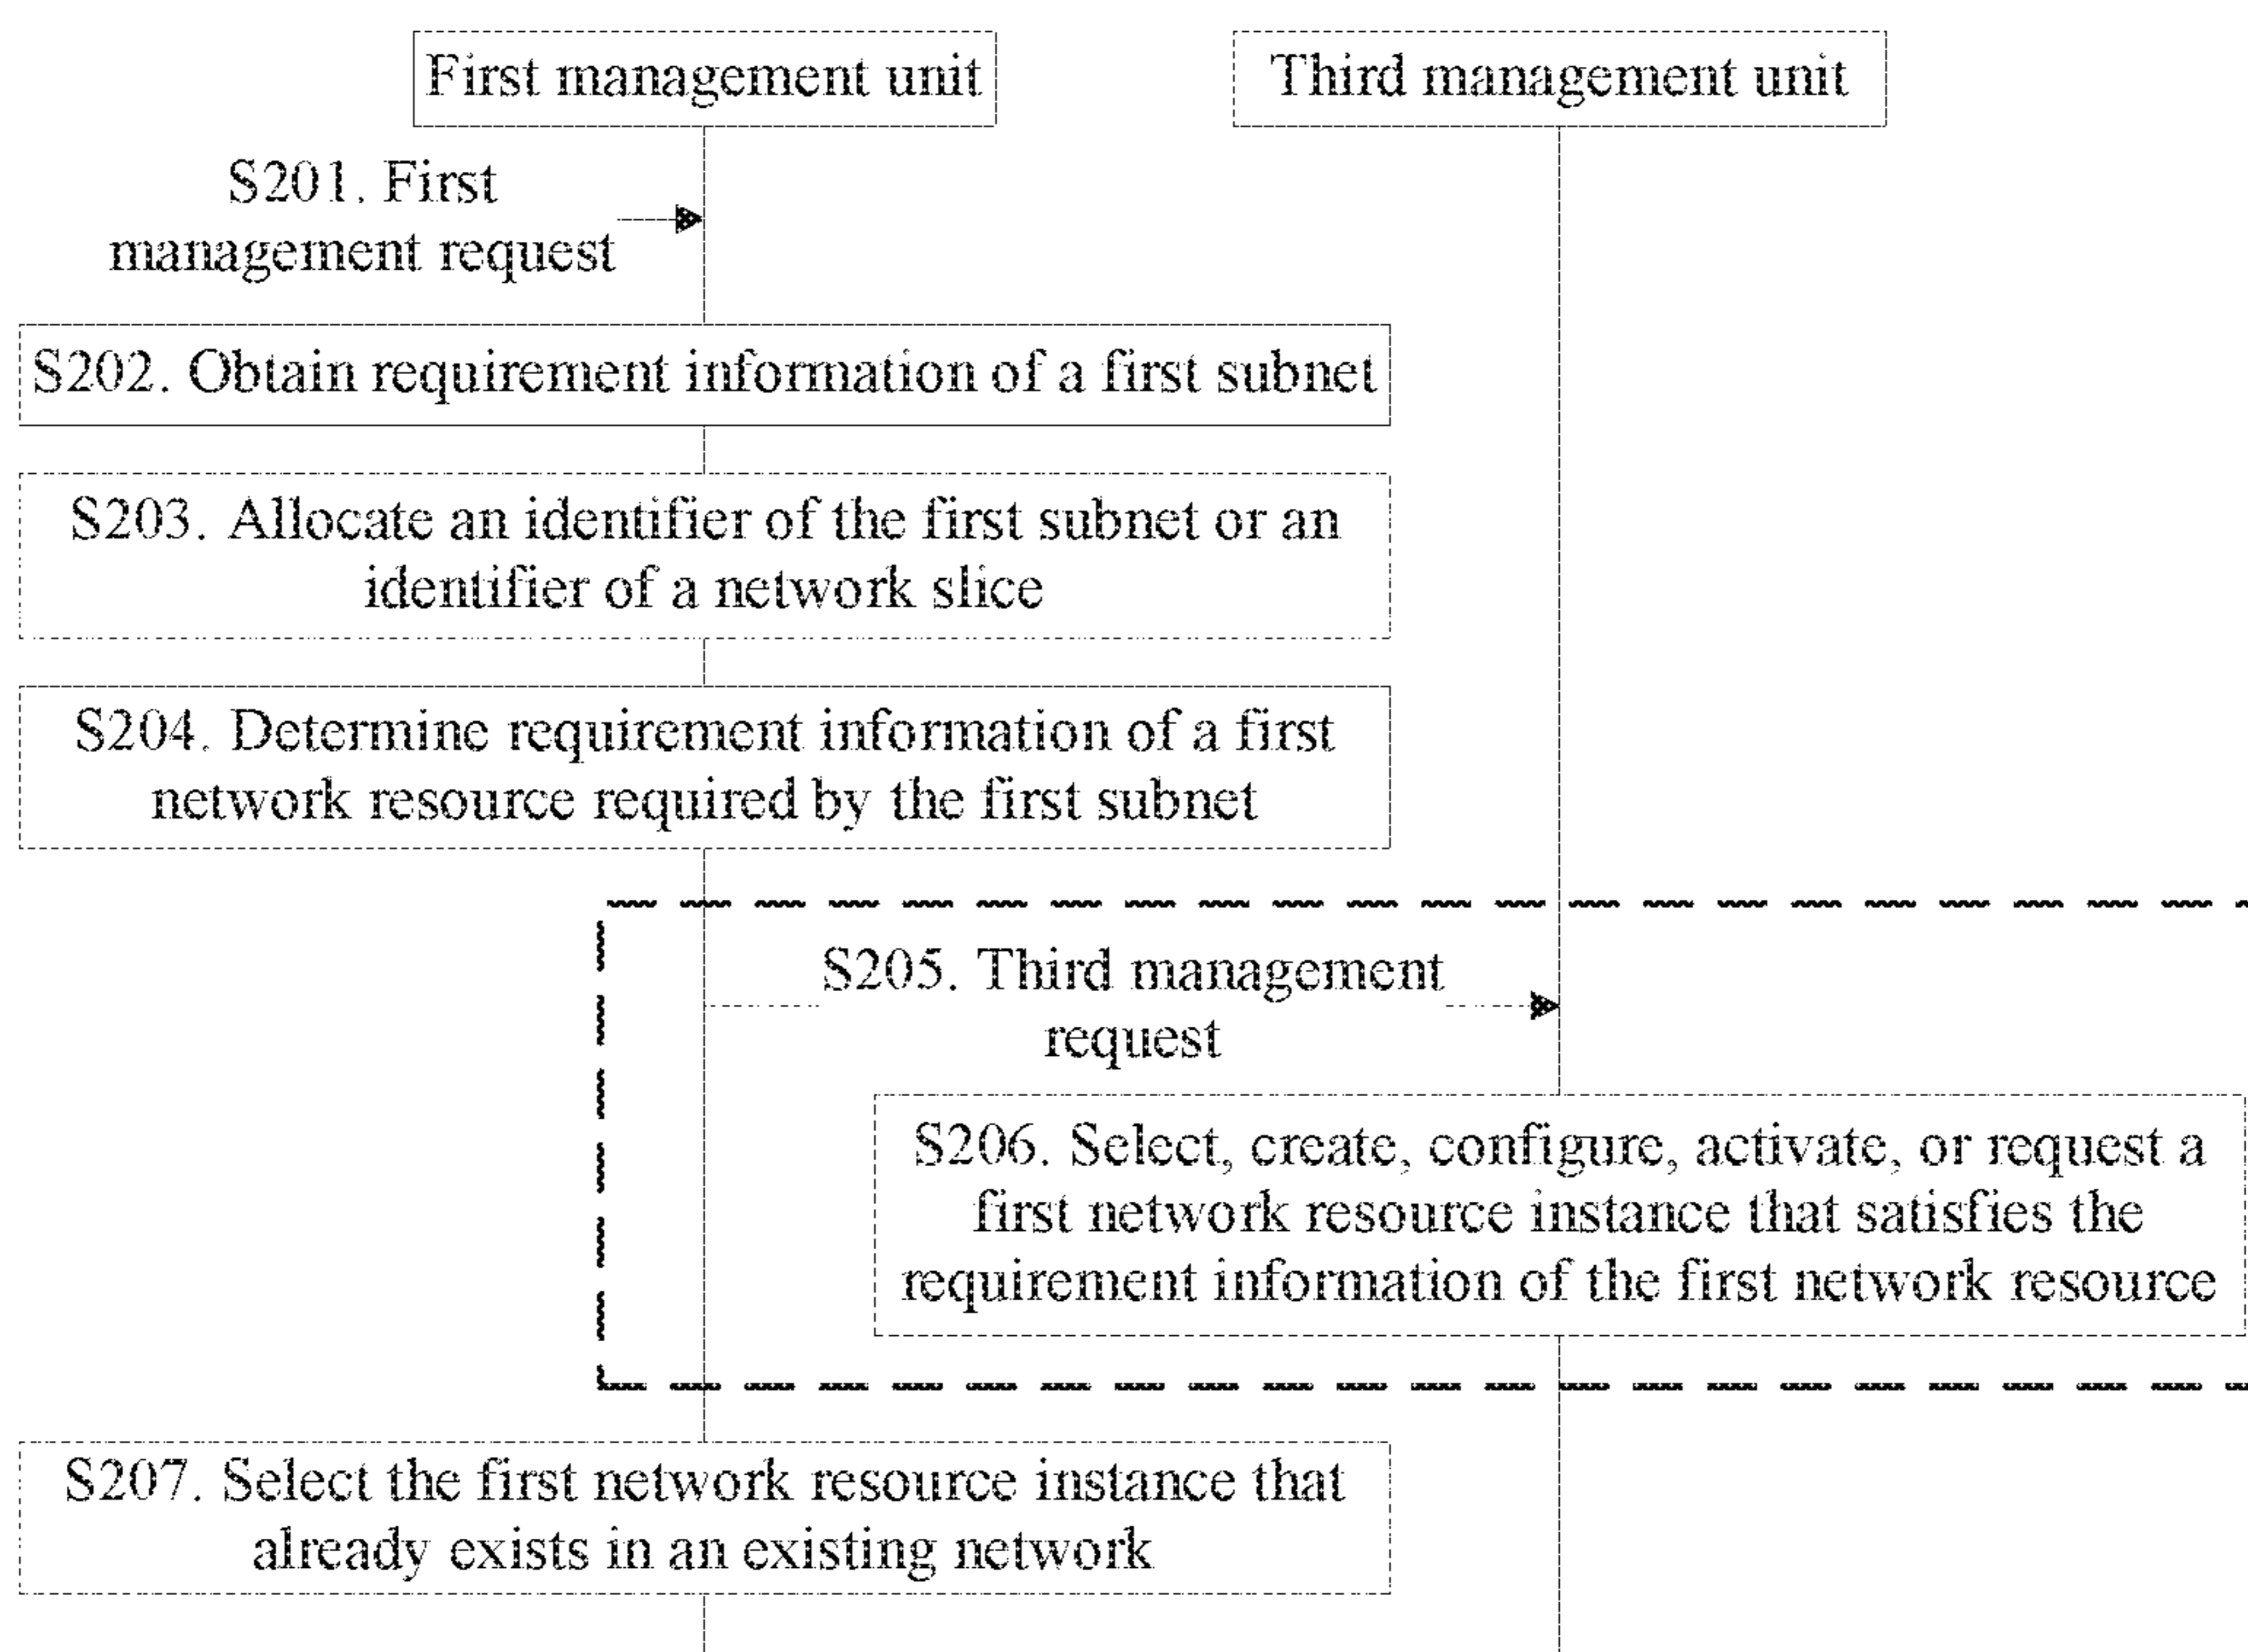 First management unit
Third management unit
S201. First
management request
S202. Obtain requirement information of a first subnet
S203. Allocate an identifier of the first subnet or an
identifier of a network slice
S204. Determine requirement information of a first
network resource required by the first subnet
S205. Third management
request
S206. Select, create, configure, activate, or request a
first network resource instance that satisfies the
requirement information of the first network resource
S207. Select the first network resource instance that
already exists in an existing network